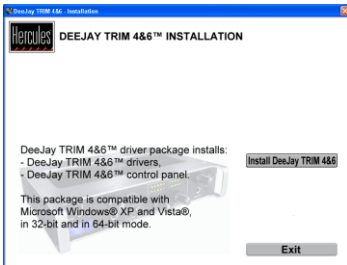 DeeJay TRIM 4&6 - Installation
Hercules DEEJAY TRIM 4&6™ INSTALLATION
DeeJay TRIM 4&6™ driver package installs:
- DeeJay TRIM 4&6™ drivers,
- DeeJay TRIM 4&6™ control panel.
Install DeeJay TRIM 4&6
This package is compatible with
Microsoft Windows® XP and Vista®,
in 32-bit and in 64-bit mode.
Exit